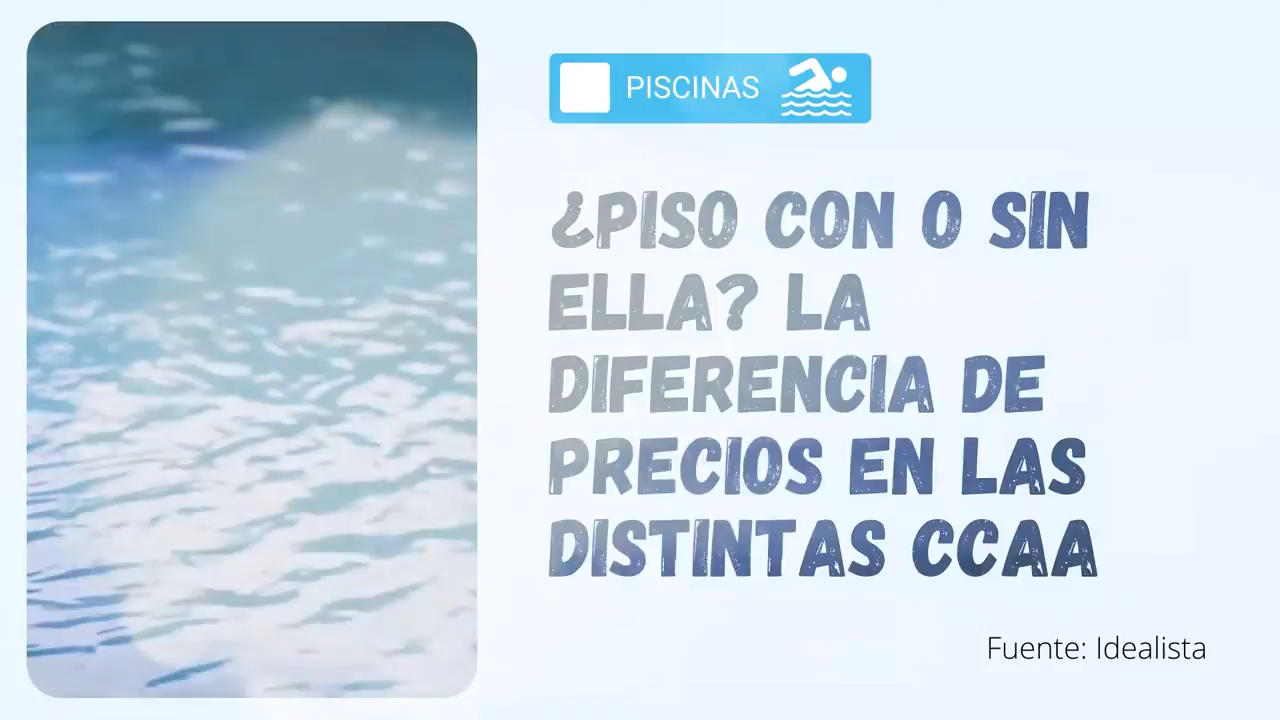 PISCINAS
¿PISO CON O SIN
ELLA? LA
DIFERENCIA DE
PRECIOS EN LAS
DISTINTAS CCAA
Fuente: Idealista